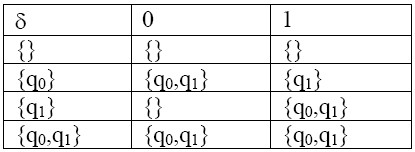 δ 0 1
{} {} {}
{q₀} {q₀,q₁} {q₁}
{q₁} {} {q₀,q₁}
{q₀,q₁} {q₀,q₁} {q₀,q₁}